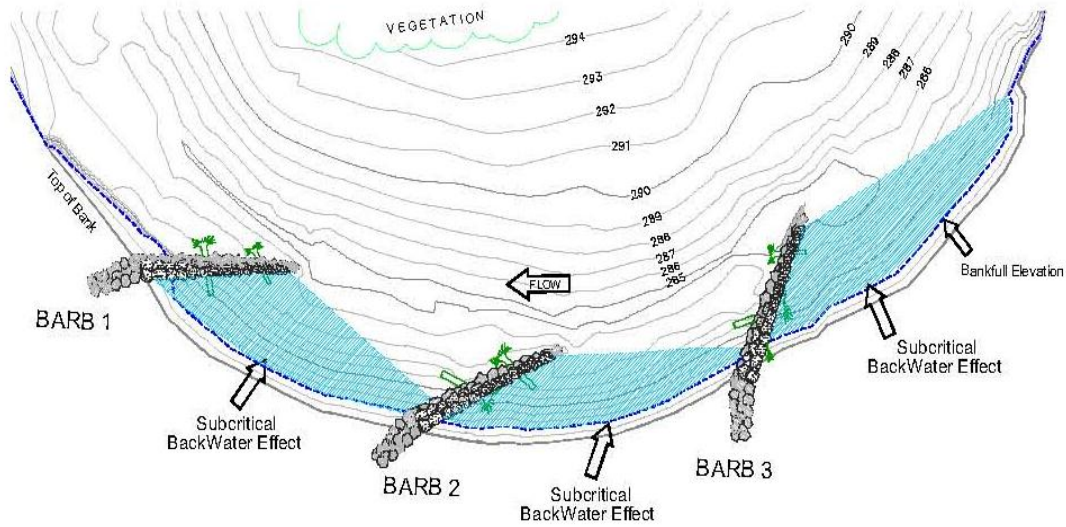 VEGETATION
294
293
292
291
290
289
288
287
286
285
290
289
288
287
286
Top of Bank
FLOW
Bankfull Elevation
BARB 1
Subcritical
BackWater Effect
Subcritical
BackWater Effect
BARB 2
BARB 3
Subcritical
BackWater Effect